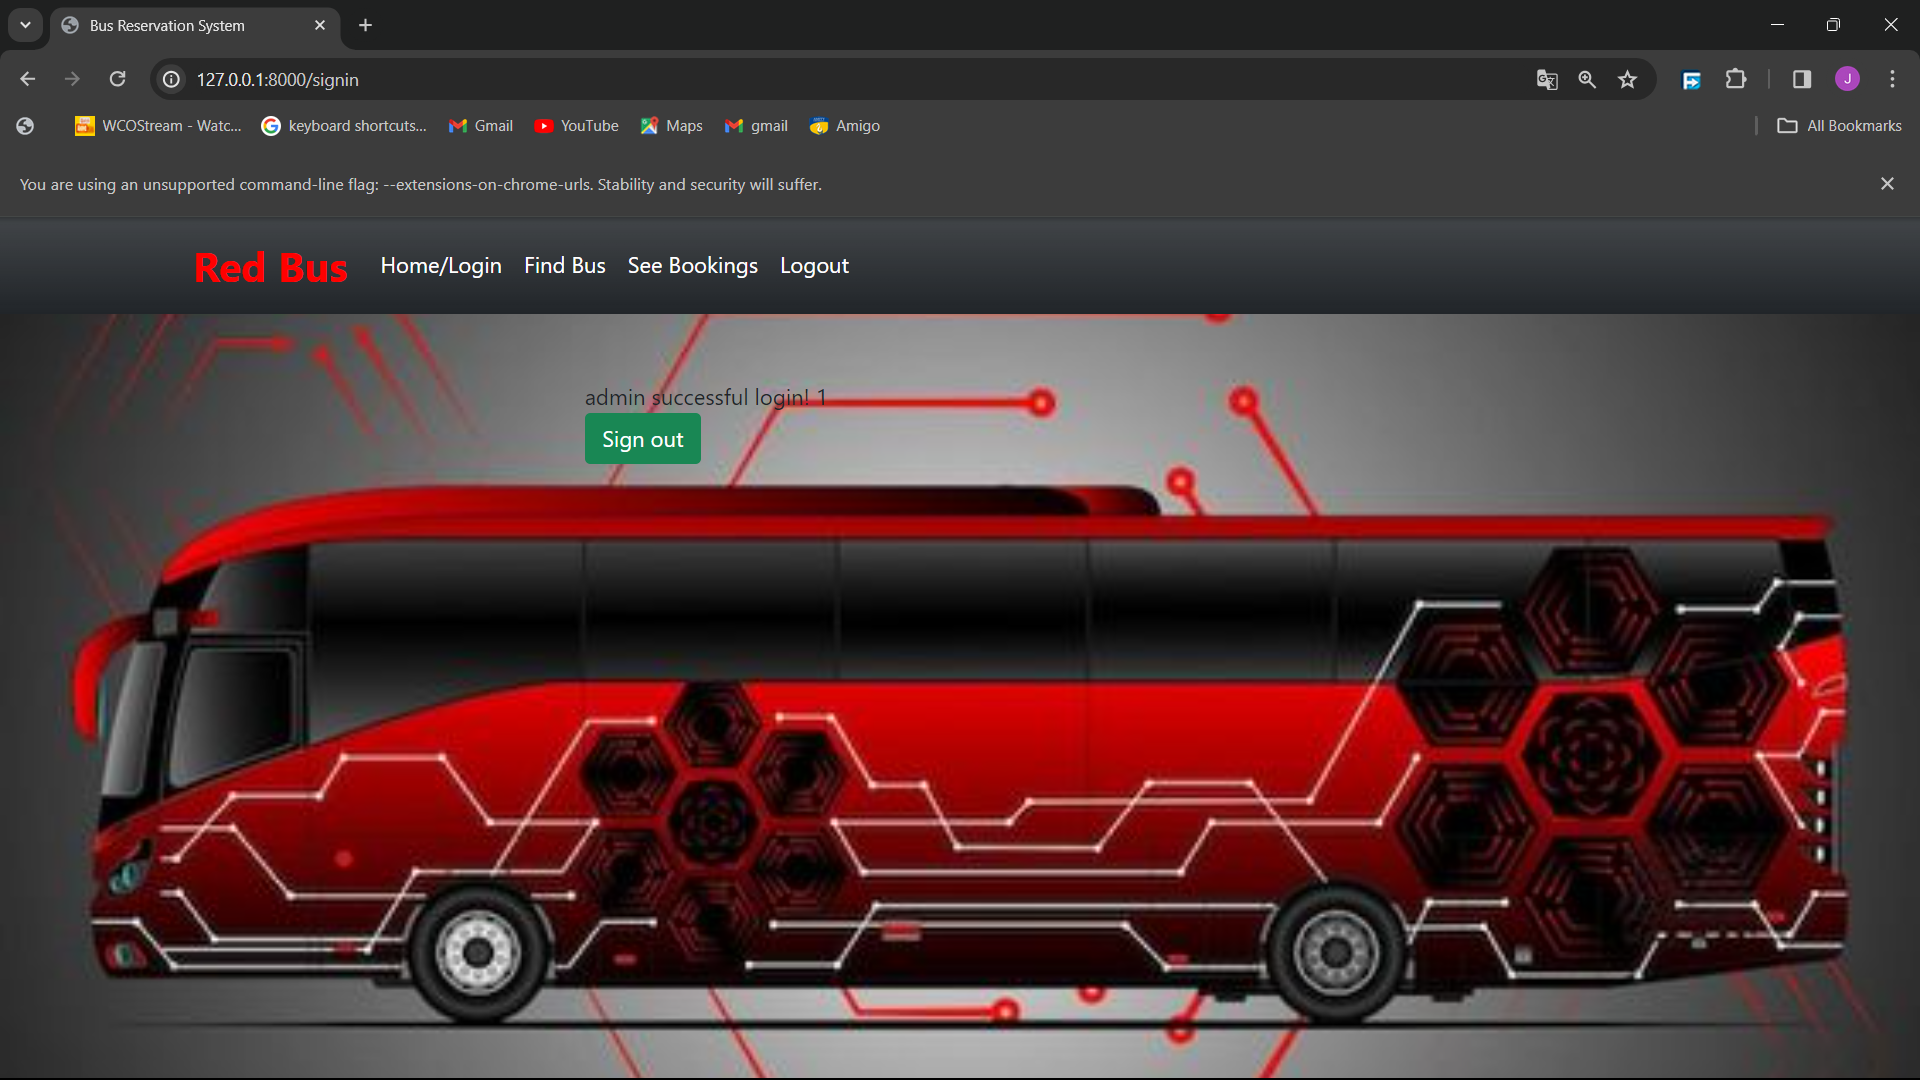 Bus Reservation System
127.0.0.1:8000/signin
J
WCOStream - Watc...
keyboard shortcuts...
Gmail
YouTube
Maps
gmail
Amigo
All Bookmarks
You are using an unsupported command-line flag: --extensions-on-chrome-urls. Stability and security will suffer.
Red Bus
Home/Login
Find Bus
See Bookings
Logout
admin successful login! 1
Sign out